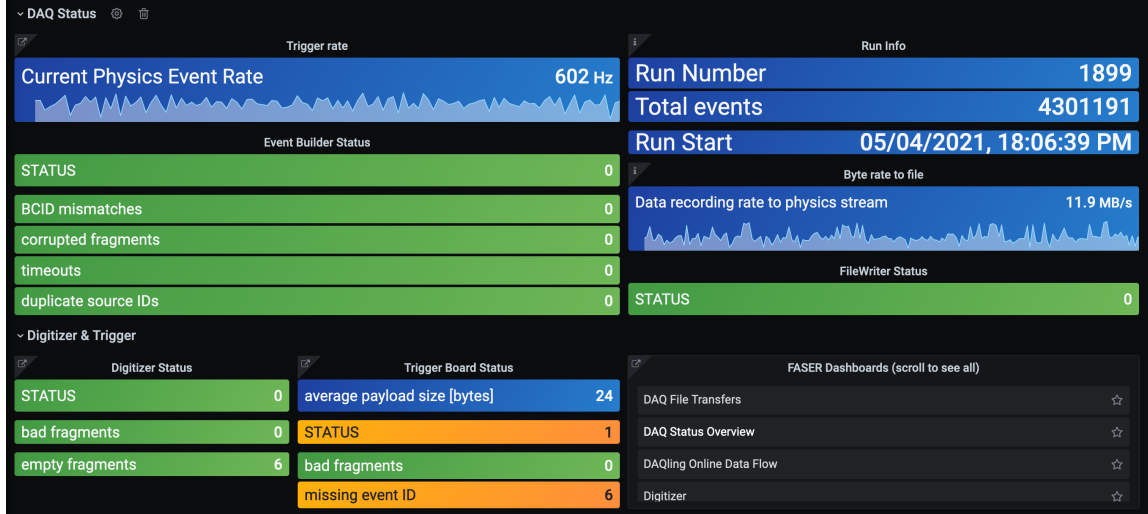 DAQ Status
Trigger rate
Current Physics Event Rate 602 Hz
Event Builder Status
STATUS 0
BCID mismatches 0
corrupted fragments 0
timeouts 0
duplicate source IDs 0
Run Info
Run Number 1899
Total events 4301191
Run Start 05/04/2021, 18:06:39 PM
Byte rate to file
Data recording rate to physics stream 11.9 MB/s
FileWriter Status
STATUS 0
Digitizer & Trigger
Digitizer Status
STATUS 0
bad fragments 0
empty fragments 6
Trigger Board Status
average payload size [bytes] 24
STATUS 1
bad fragments 0
missing event ID 6
FASER Dashboards (scroll to see all)
DAQ File Transfers
DAQ Status Overview
DAQling Online Data Flow
Digitizer